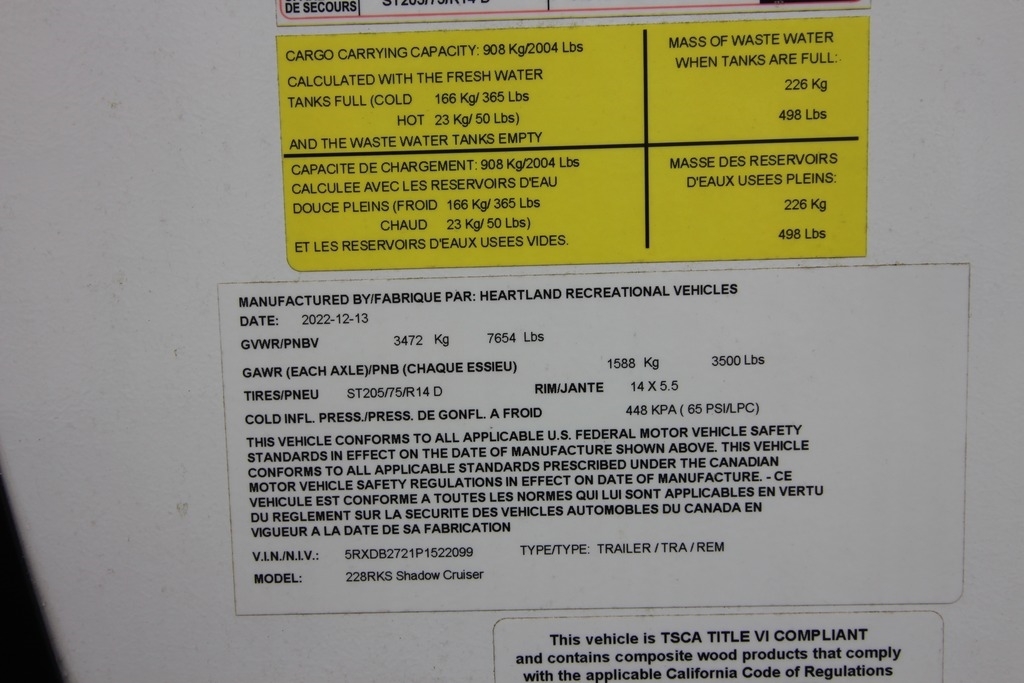 DE SECOURS
ST205/75/R14 D
CARGO CARRYING CAPACITY: 908 Kg/2004 Lbs
CALCULATED WITH THE FRESH WATER
TANKS FULL (COLD 166 Kg/ 365 Lbs
HOT 23 Kg/ 50 Lbs)
AND THE WASTE WATER TANKS EMPTY
MASS OF WASTE WATER
WHEN TANKS ARE FULL:
226 Kg
498 Lbs
CAPACITE DE CHARGEMENT: 908 Kg/2004 Lbs
CALCULEE AVEC LES RESERVOIRS D'EAU
DOUCE PLEINS (FROID 166 Kg/ 365 Lbs
CHAUD 23 Kg/ 50 Lbs)
ET LES RESERVOIRS D'EAUX USEES VIDES.
MASSE DES RESERVOIRS
D'EAUX USEES PLEINS:
226 Kg
498 Lbs
MANUFACTURED BY/FABRIQUE PAR: HEARTLAND RECREATIONAL VEHICLES
DATE: 2022-12-13
GVWR/PNBV 3472 Kg 7654 Lbs
GAWR (EACH AXLE)/PNB (CHAQUE ESSIEU) 1588 Kg 3500 Lbs
TIRES/PNEU ST205/75/R14 D RIM/JANTE 14 X 5.5
COLD INFL. PRESS./PRESS. DE GONFL. A FROID 448 KPA ( 65 PSI/LPC)
THIS VEHICLE CONFORMS TO ALL APPLICABLE U.S. FEDERAL MOTOR VEHICLE SAFETY
STANDARDS IN EFFECT ON THE DATE OF MANUFACTURE SHOWN ABOVE. THIS VEHICLE
CONFORMS TO ALL APPLICABLE STANDARDS PRESCRIBED UNDER THE CANADIAN
MOTOR VEHICLE SAFETY REGULATIONS IN EFFECT ON DATE OF MANUFACTURE. - CE
VEHICULE EST CONFORME A TOUTES LES NORMES QUI LUI SONT APPLICABLES EN VERTU
DU REGLEMENT SUR LA SECURITE DES VEHICLES AUTOMOBLES DU CANADA EN
VIGUEUR A LA DATE DE SA FABRICATION
V.I.N./N.I.V.: 5RXDB2721P1522099 TYPE/TYPE: TRAILER / TRA / REM
MODEL: 228RKS Shadow Cruiser
This vehicle is TSCA TITLE VI COMPLIANT
and contains composite wood products that comply
with the applicable California Code of Regulations